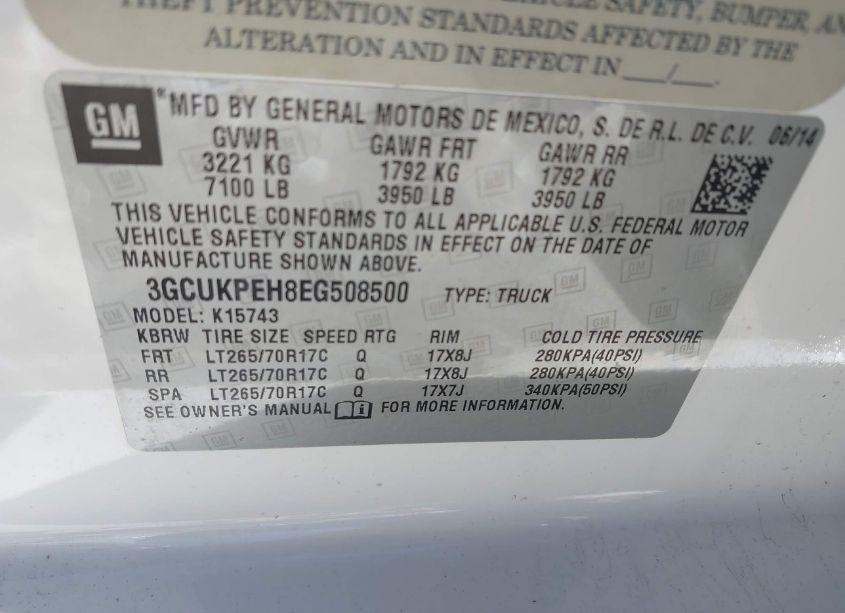 THEFT PREVENTION STANDARDS AFFECTED BY THE
VEHICLE SAFETY, BUMPER, AN
ALTERATION AND IN EFFECT IN ___/___.
GM
® MFD BY GENERAL MOTORS DE MEXICO, S. DE R.L. DE C.V. 06/14
GVWR GAWR FRT GAWR RR
3221 KG 1792 KG 1792 KG
7100 LB 3950 LB 3950 LB
THIS VEHICLE CONFORMS TO ALL APPLICABLE U.S. FEDERAL MOTOR
VEHICLE SAFETY STANDARDS IN EFFECT ON THE DATE OF
MANUFACTURE SHOWN ABOVE.
3GCUKPEH8EG508500 TYPE: TRUCK
MODEL: K15743
KBRW TIRE SIZE SPEED RTG RIM COLD TIRE PRESSURE
FRT LT265/70R17C Q 17X8J 280KPA(40PSI)
RR LT265/70R17C Q 17X8J 280KPA(40PSI)
SPA LT265/70R17C Q 17X7J 340KPA(50PSI)
SEE OWNER'S MANUAL i FOR MORE INFORMATION.